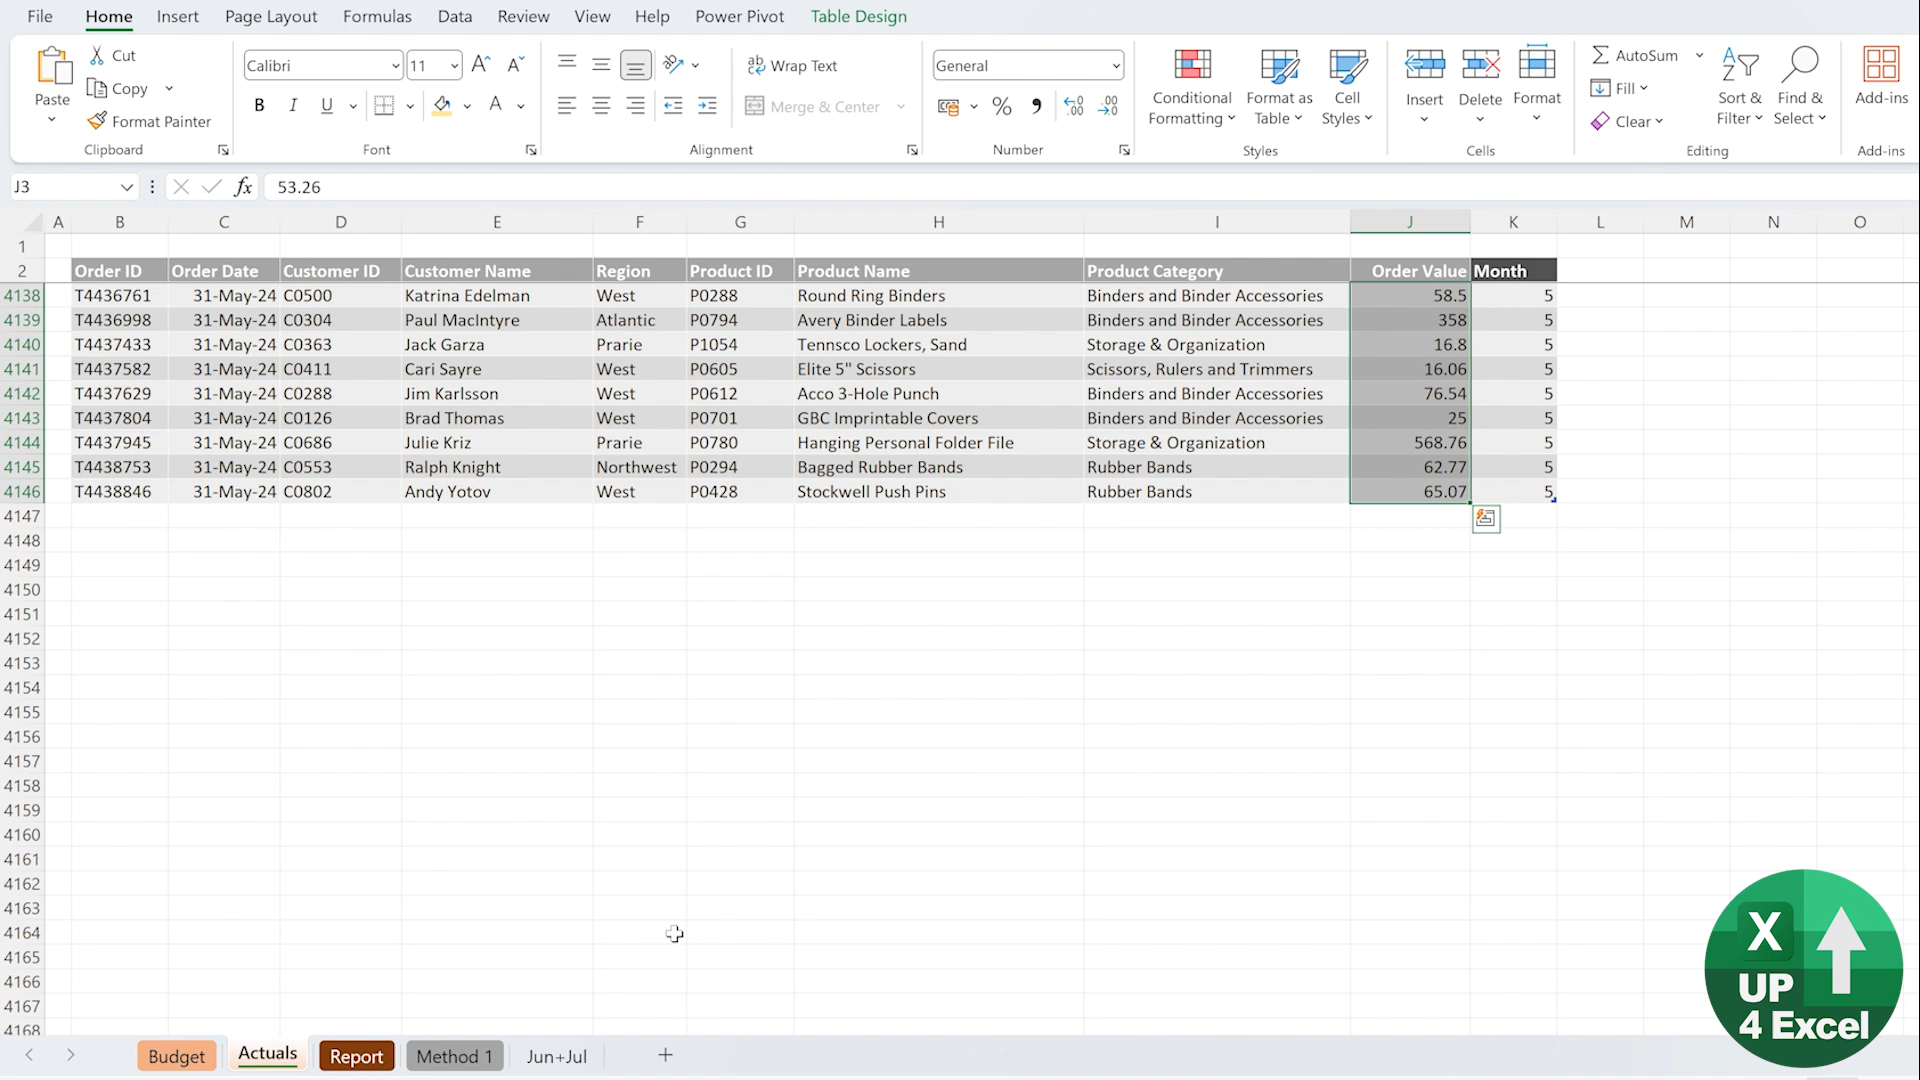 File Home Insert Page Layout Formulas Data Review View Help Power Pivot Table Design
Paste
Cut
Copy
Format Painter
Clipboard
Calibri 11
B I U
Font
Wrap Text
Merge & Center
Alignment
General
Number
Conditional Formatting
Format as Table
Cell Styles
Styles
Insert Delete Format
Cells
AutoSum
Fill
Clear
Sort & Filter
Find & Select
Editing
Add-ins
Add-ins
J3 fx 53.26
A B C D E F G H I J K L M N O
1
2 Order ID Order Date Customer ID Customer Name Region Product ID Product Name Product Category Order Value Month
4138 T4436761 31-May-24 C0500 Katrina Edelman West P0288 Round Ring Binders Binders and Binder Accessories 58.5 5
4139 T4436998 31-May-24 C0304 Paul MacIntyre Atlantic P0794 Avery Binder Labels Binders and Binder Accessories 358 5
4140 T4437433 31-May-24 C0363 Jack Garza Prarie P1054 Tennsco Lockers, Sand Storage & Organization 16.8 5
4141 T4437582 31-May-24 C0411 Cari Sayre West P0605 Elite 5" Scissors Scissors, Rulers and Trimmers 16.06 5
4142 T4437629 31-May-24 C0288 Jim Karlsson West P0612 Acco 3-Hole Punch Binders and Binder Accessories 76.54 5
4143 T4437804 31-May-24 C0126 Brad Thomas West P0701 GBC Imprintable Covers Binders and Binder Accessories 25 5
4144 T4437945 31-May-24 C0686 Julie Kriz Prarie P0780 Hanging Personal Folder File Storage & Organization 568.76 5
4145 T4438753 31-May-24 C0553 Ralph Knight Northwest P0294 Bagged Rubber Bands Rubber Bands 62.77 5
4146 T4438846 31-May-24 C0802 Andy Yotov West P0428 Stockwell Push Pins Rubber Bands 65.07 5
4147
4148
4149
4150
4151
4152
4153
4154
4155
4156
4157
4158
4159
4160
4161
4162
4163
4164
4165
4166
4167
4168
X
UP
4 Excel
Budget Actuals Report Method 1 Jun+Jul